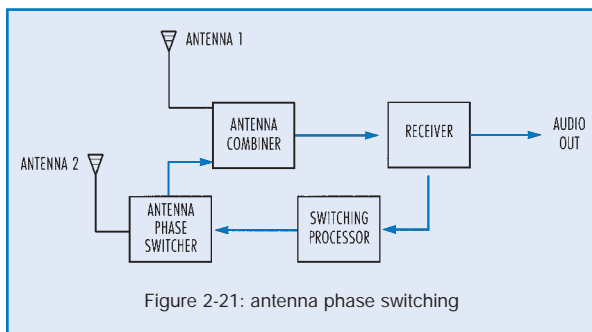 ANTENNA 1
ANTENNA
COMBINER
RECEIVER
AUDIO
OUT
ANTENNA 2
ANTENNA
PHASE
SWITCHER
SWITCHING
PROCESSOR
Figure 2-21: antenna phase switching